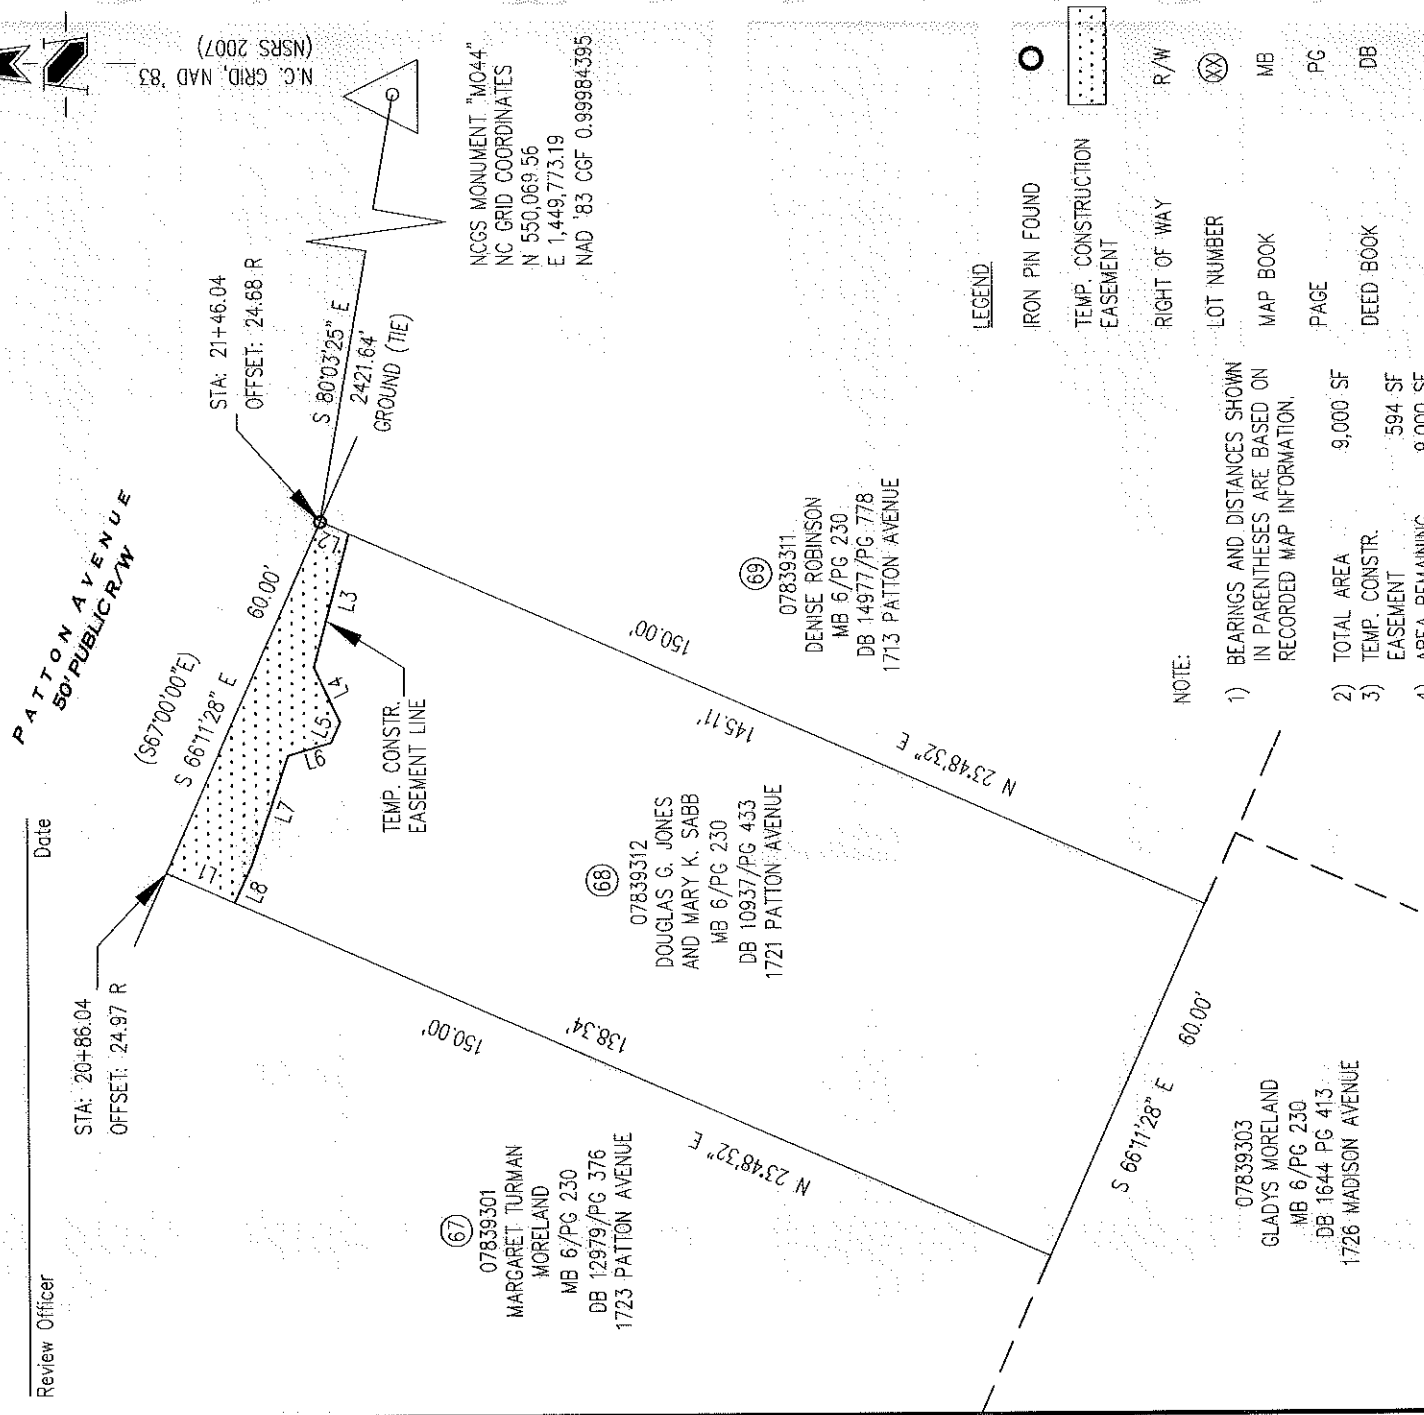 Review Officer
Date
N.C. GRID, NAD '83
(NSRS 2007)
PATTON AVENUE
50' PUBLIC R/W
NCGS MONUMENT "M044"
NC GRID COORDINATES
N 550,069.56
E 1,449,773.19
NAD '83 CGF 0.99984395
STA: 21+46.04
OFFSET: 24.68 R
S 80°03'25" E
2421.64'
GROUND (TIE)
(S67°00'00"E)
S 66°11'28" E
60.00'
STA: 20+86.04
OFFSET: 24.97 R
L1
L2
L3
L4
L5
L6
L7
L8
TEMP. CONSTR.
EASEMENT LINE
67
07839301
MARGARET TURMAN
MORELAND
MB 6/PG 230
DB 12979/PG 376
1723 PATTON AVENUE
150.00'
138.34'
N 23°48'32" E
68
07839312
DOUGLAS G. JONES
AND MARY K. SABB
MB 6/PG 230
DB 10937/PG 433
1721 PATTON AVENUE
150.00'
145.11'
N 23°48'32" E
69
07839311
DENISE ROBINSON
MB 6/PG 230
DB 14977/PG 778
1713 PATTON AVENUE
S 66°11'28" E
60.00'
07839303
GLADYS MORELAND
MB 6/PG 230
DB 1644 PG 413
1726 MADISON AVENUE
LEGEND
IRON PIN FOUND
TEMP. CONSTRUCTION
EASEMENT
RIGHT OF WAY R/W
LOT NUMBER XX
MAP BOOK MB
PAGE PG
DEED BOOK DB
NOTE:
1) BEARINGS AND DISTANCES SHOWN
IN PARENTHESES ARE BASED ON
RECORDED MAP INFORMATION.
2) TOTAL AREA 9,000 SF
3) TEMP. CONSTR.
EASEMENT 594 SF
4) AREA REMAINING 9,000 SF